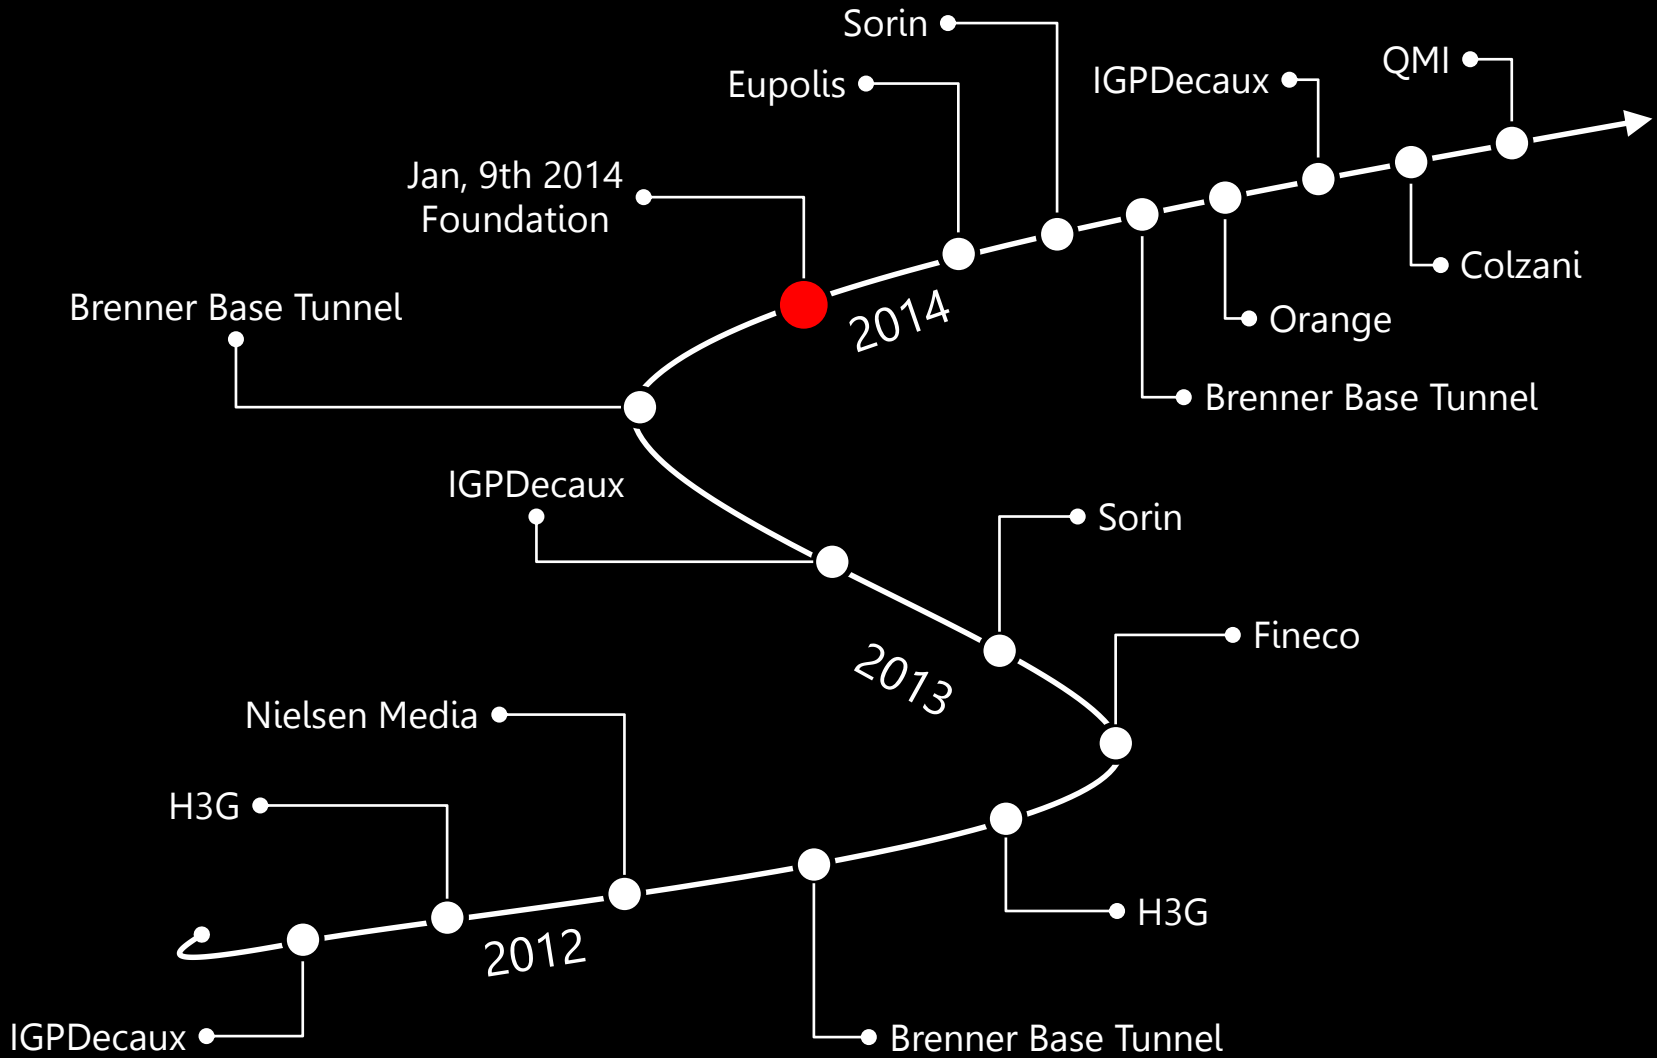 Sorin
QMI
IGPDecaux
Eupolis
Jan, 9th 2014
Foundation
Colzani
Brenner Base Tunnel
2014
Orange
Brenner Base Tunnel
IGPDecaux
Sorin
Fineco
2013
Nielsen Media
H3G
H3G
2012
IGPDecaux
Brenner Base Tunnel